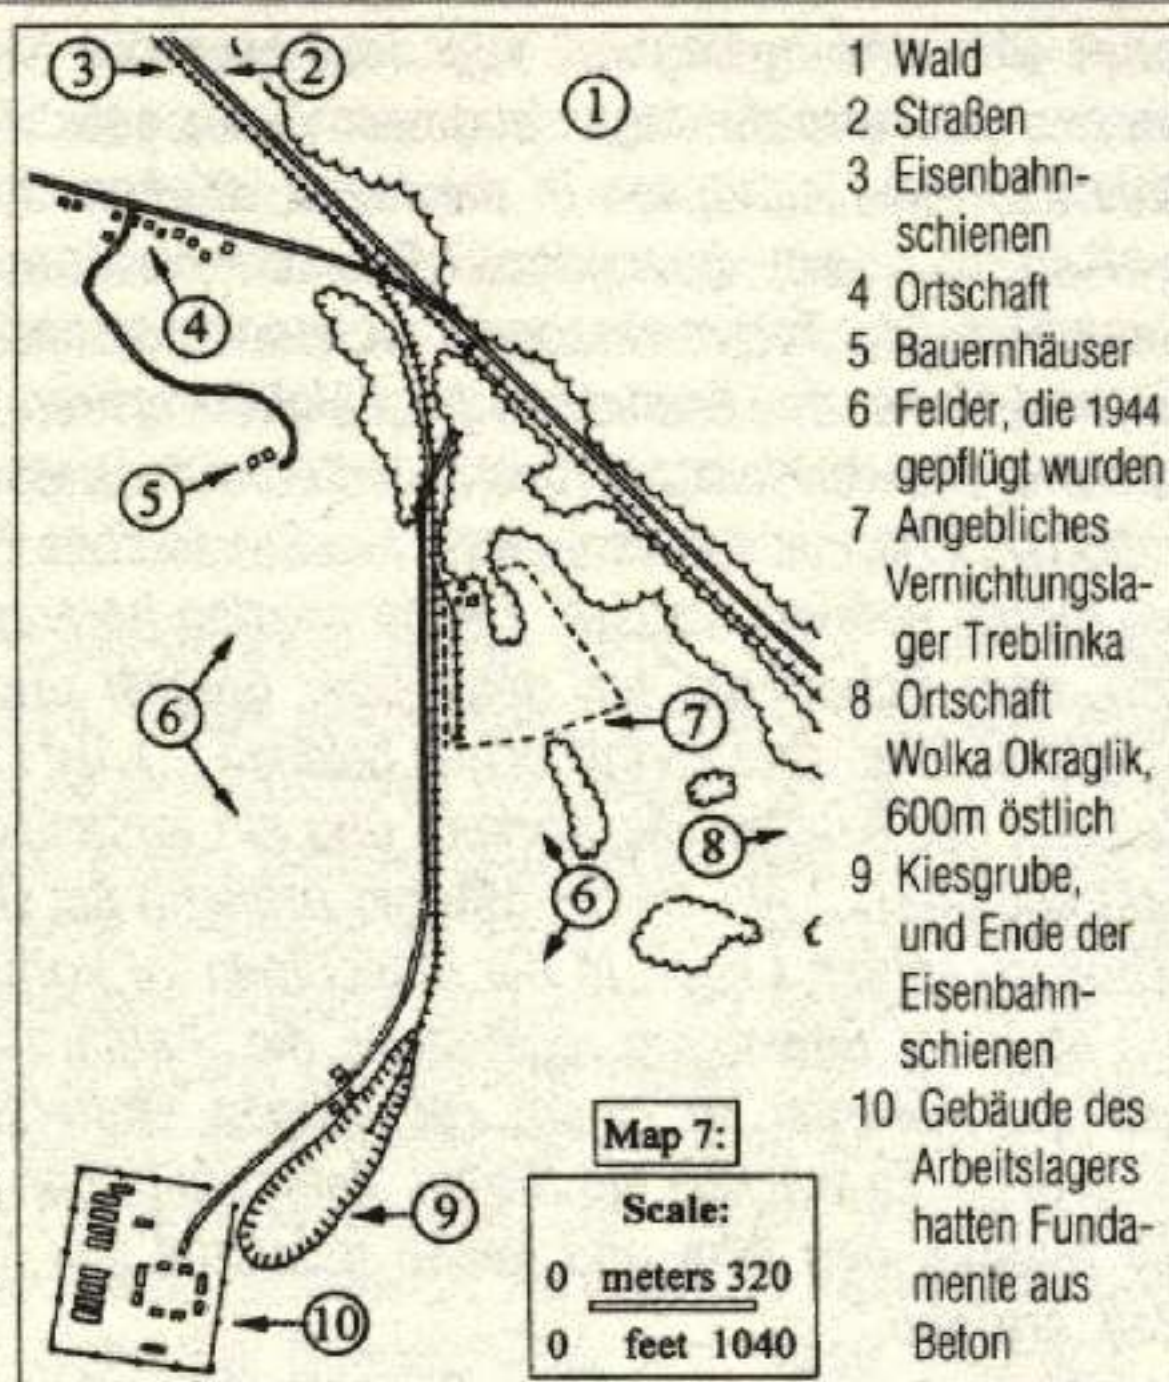 3
2
1
4
5
6
7
8
6
9
10
Map 7:
Scale:
0 meters 320
0 feet 1040
1 Wald
2 Straßen
3 Eisenbahn-
schienen
4 Ortschaft
5 Bauernhäuser
6 Felder, die 1944
gepflügt wurden
7 Angebliches
Vernichtungsla-
ger Treblinka
8 Ortschaft
Wolka Okraglik,
600m östlich
9 Kiesgrube,
und Ende der
Eisenbahn-
schienen
10 Gebäude des
Arbeitslagers
hatten Funda-
mente aus
Beton